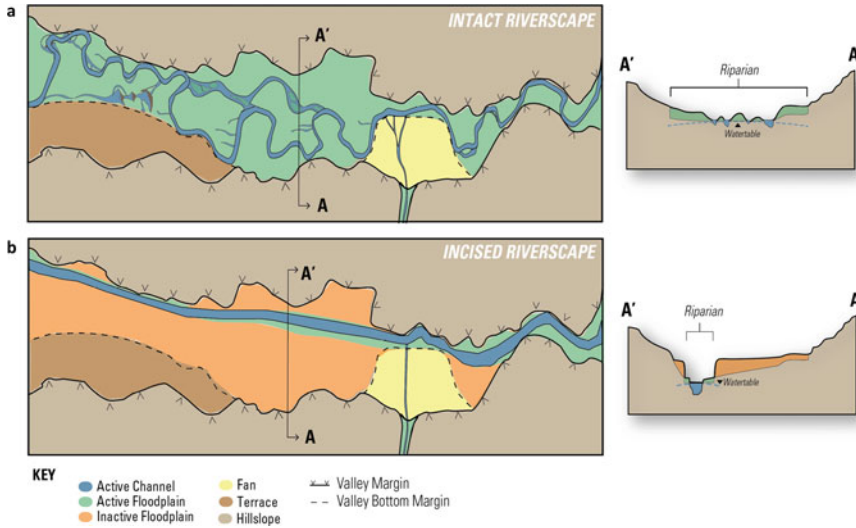 a
INTACT RIVERSCAPE
A'
A
A'
A
Riparian
Watertable
b
INCISED RIVERSCAPE
A'
A
A'
A
Riparian
Watertable
KEY
Active Channel
Active Floodplain
Inactive Floodplain
Fan
Terrace
Hillslope
Valley Margin
Valley Bottom Margin